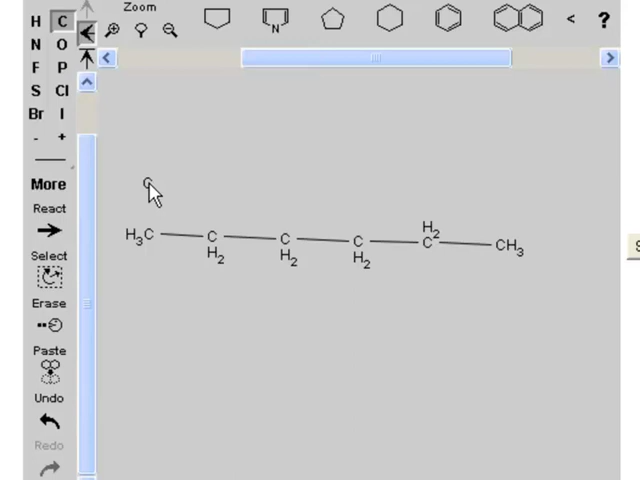 Zoom
H C
N O
F P
S Cl
Br I
- +
More
React
Select
Erase
Paste
Undo
Redo
N
< ?
C
H₂
H₃C C C C C CH₃
H₂ H₂ H₂
S